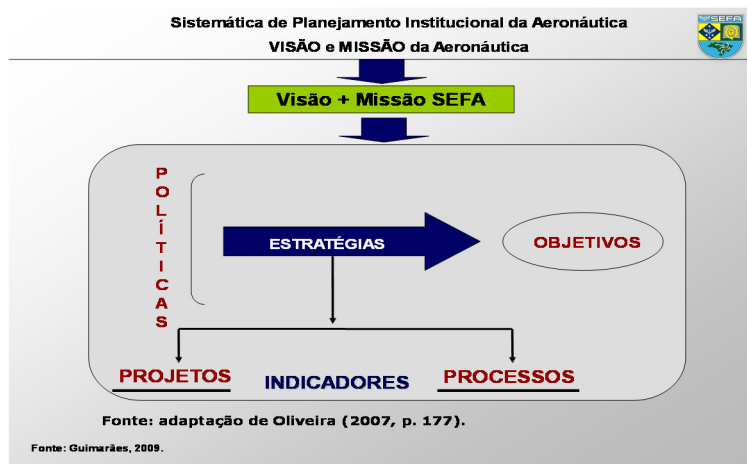 Sistemática de Planejamento Institucional da Aeronáutica
VISÃO e MISSÃO da Aeronáutica
SEFA
Visão + Missão SEFA
POLÍTICAS
ESTRATÉGIAS
OBJETIVOS
PROJETOS
INDICADORES
PROCESSOS
Fonte: adaptação de Oliveira (2007, p. 177).
Fonte: Guimarães, 2009.